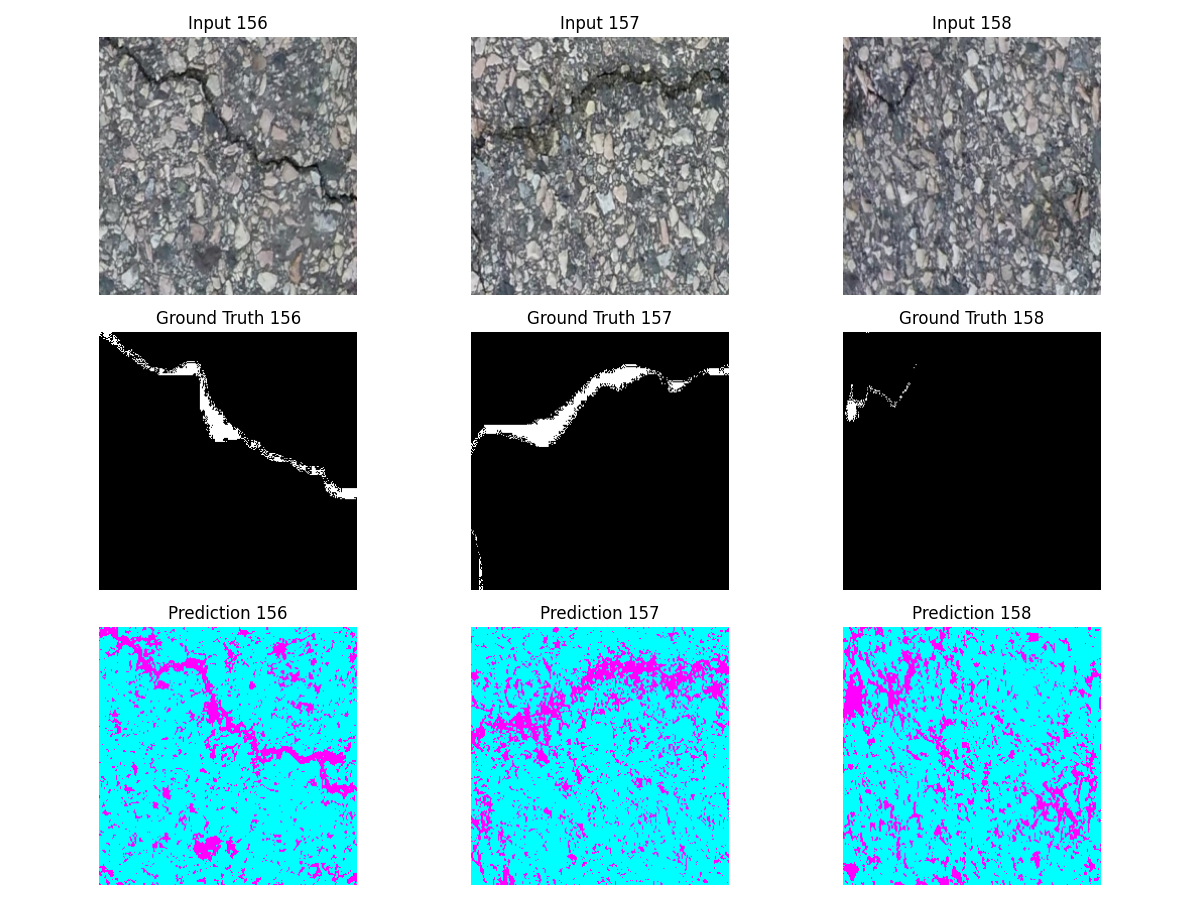 Input 156
Input 157
Input 158
Ground Truth 156
Ground Truth 157
Ground Truth 158
Prediction 156
Prediction 157
Prediction 158